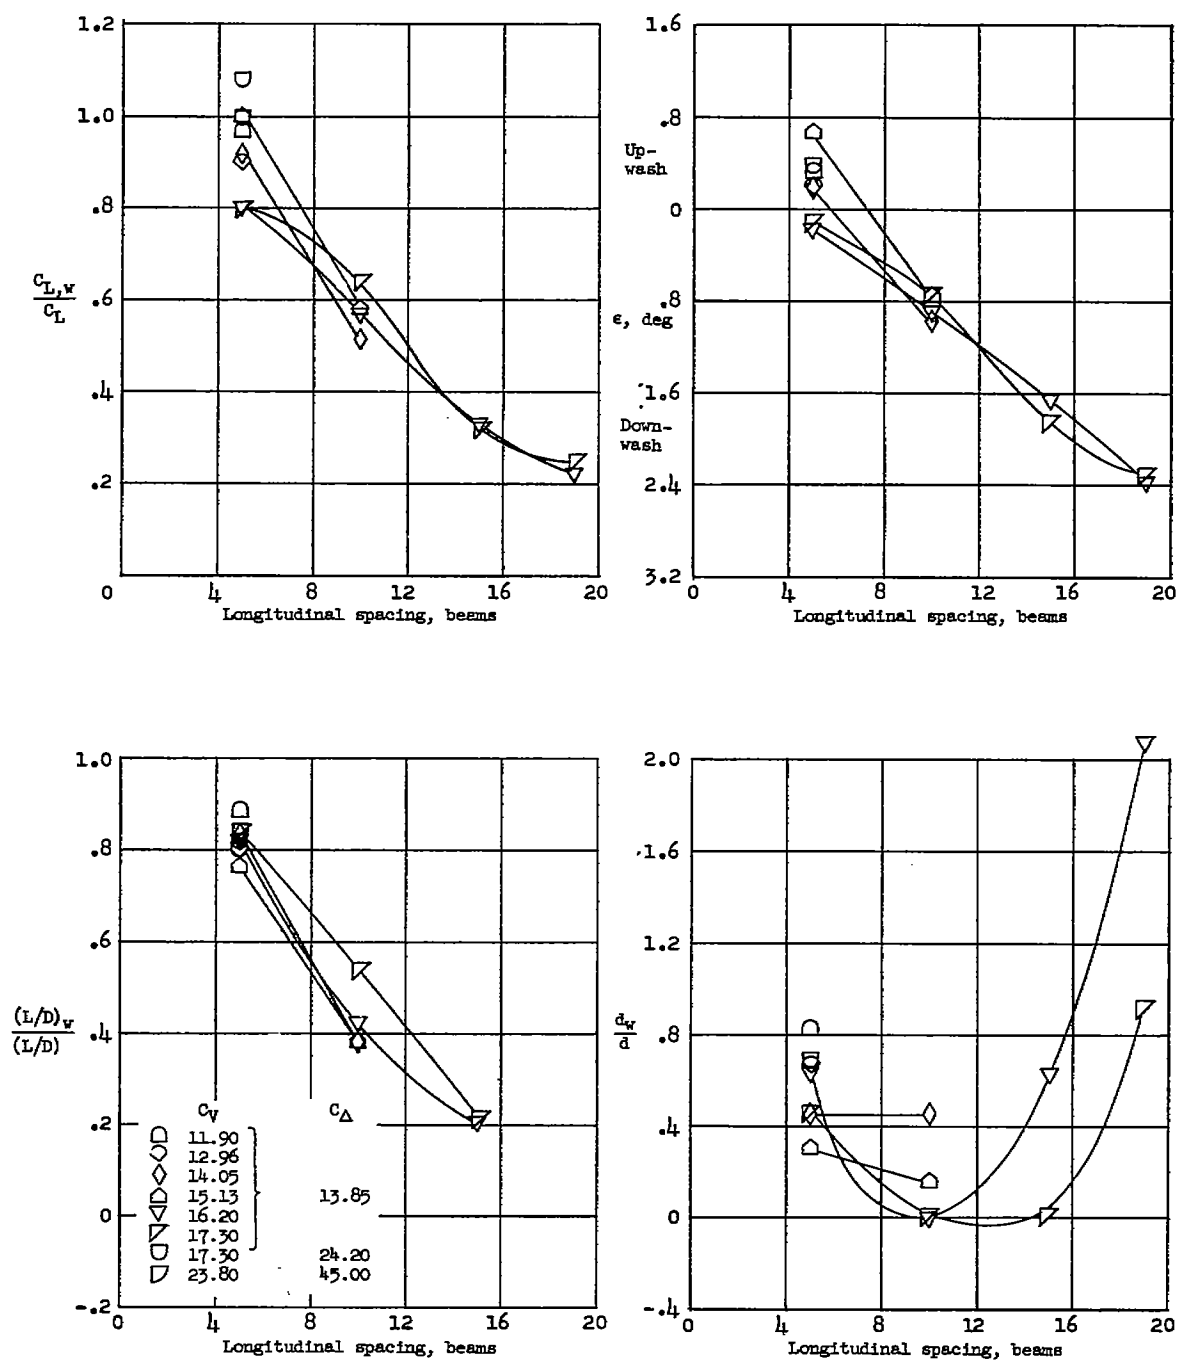 1.2
1.0
.8
.6
.4
.2
0
C_{L,w}
C_L
0 4 8 12 16 20
Longitudinal spacing, beams
1.6
.8
0
.8
1.6
2.4
3.2
Up-
wash
ϵ, deg
Down-
wash
0 4 8 12 16 20
Longitudinal spacing, beams
1.0
.8
.6
.4
.2
0
-.2
(L/D)_w
(L/D)
C_V C_Δ
11.90
12.96
14.05
15.13 13.85
16.20
17.30
17.30 24.20
23.80 45.00
0 4 8 12 16 20
Longitudinal spacing, beams
2.0
1.6
1.2
.8
.4
0
-.4
d_w
d
0 4 8 12 16 20
Longitudinal spacing, beams